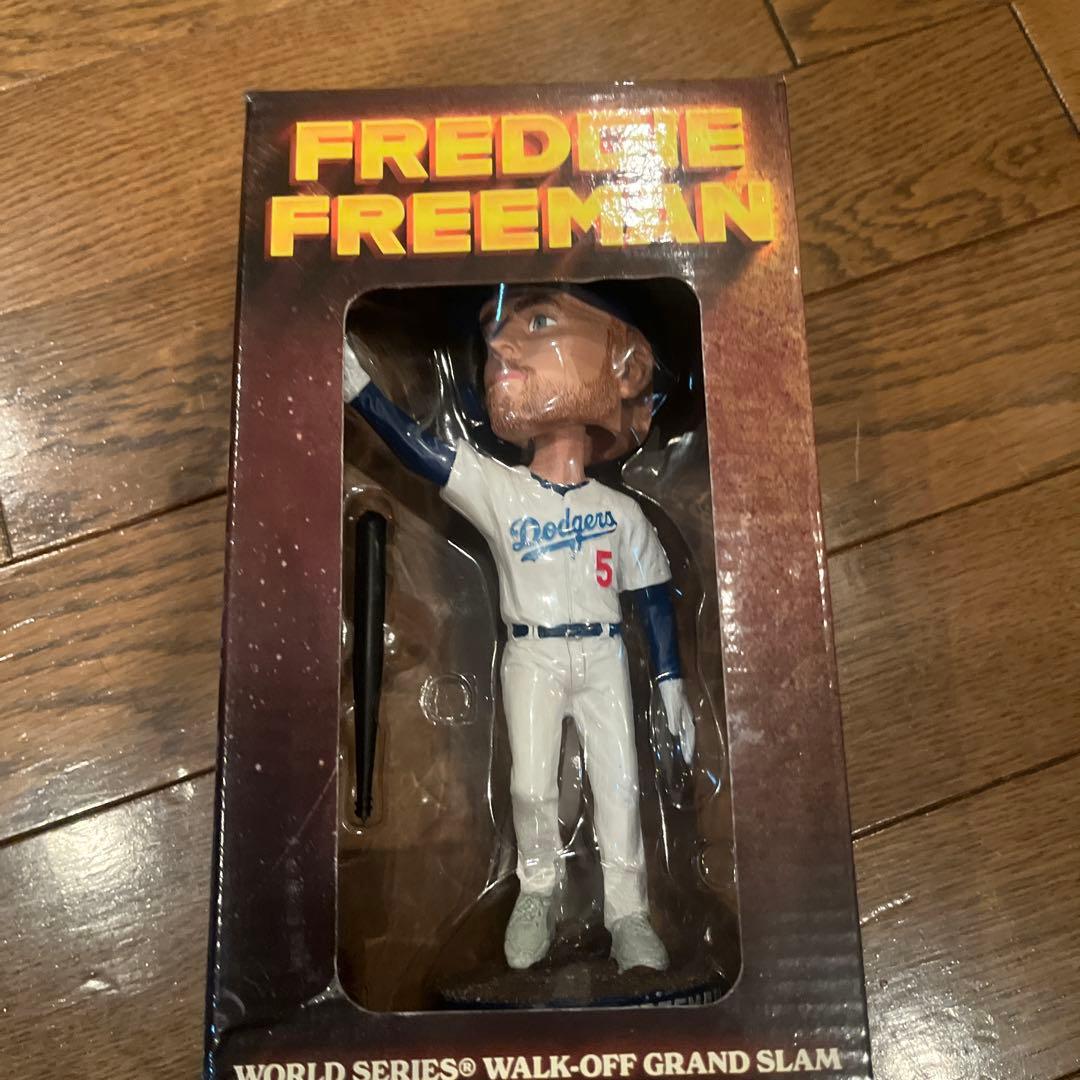 FREDDIE
FREEMAN
Dodgers
5
WORLD SERIES® WALK-OFF GRAND SLAM